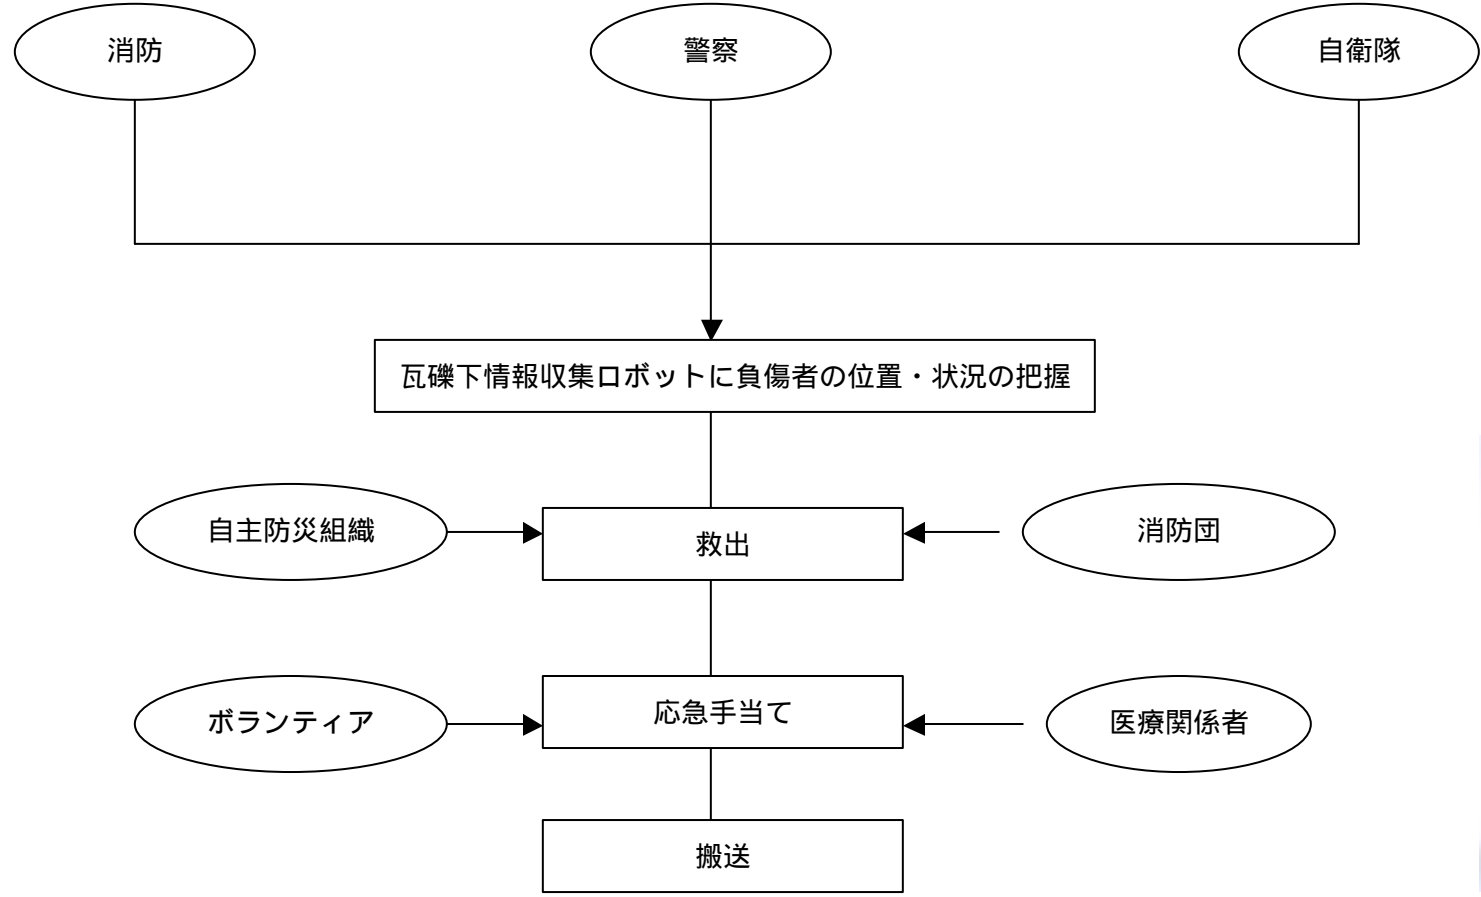 消防
警察
自衛隊
瓦礫下情報収集ロボットに負傷者の位置・状況の把握
自主防災組織
救出
消防団
ボランティア
応急手当て
医療関係者
搬送